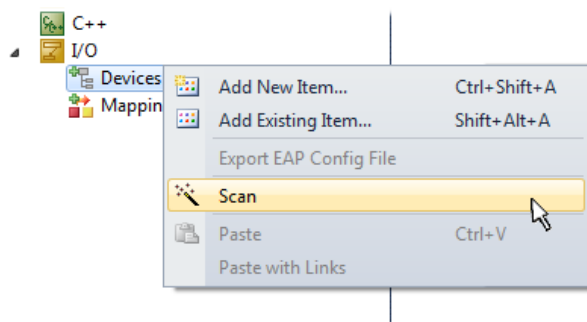 C++
I/O
Devices
Mappin
Add New Item... Ctrl+Shift+A
Add Existing Item... Shift+Alt+A
Export EAP Config File
Scan
Paste Ctrl+V
Paste with Links